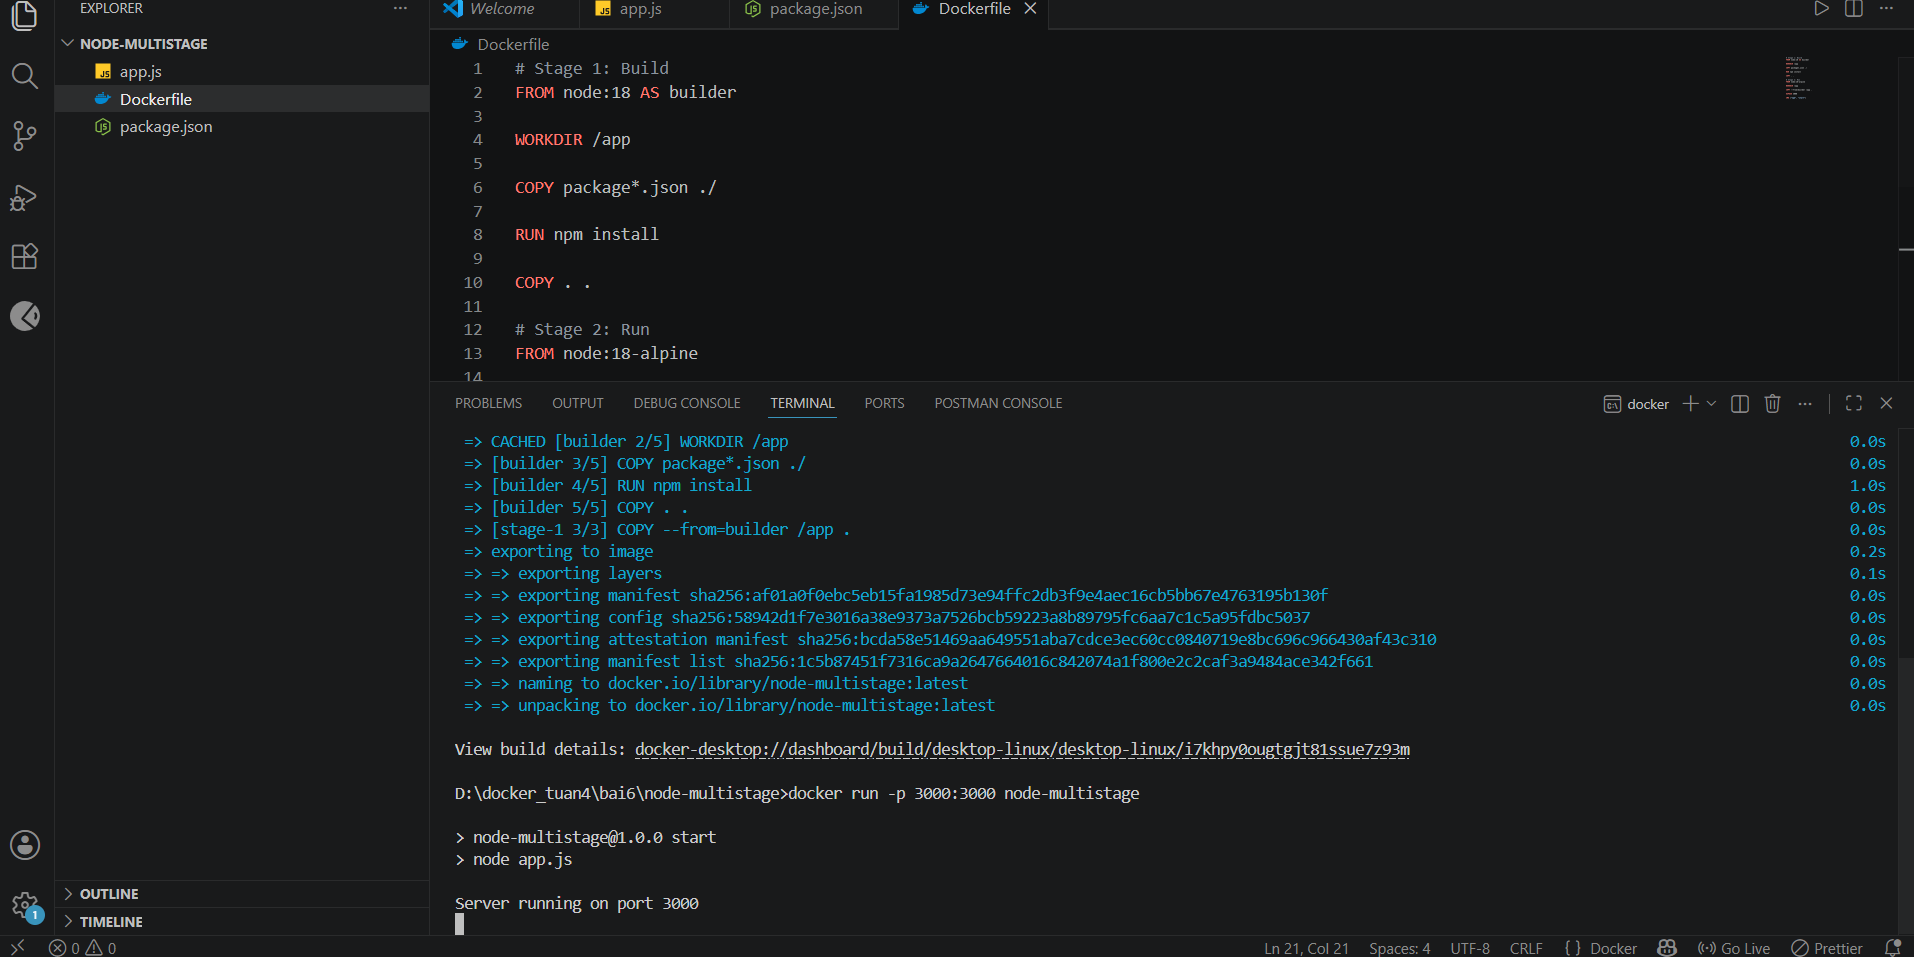 EXPLORER
NODE-MULTISTAGE
app.js
Dockerfile
package.json
OUTLINE
TIMELINE
Welcome
app.js
package.json
Dockerfile
Dockerfile
1 # Stage 1: Build
2 FROM node:18 AS builder
3
4 WORKDIR /app
5
6 COPY package*.json ./
7
8 RUN npm install
9
10 COPY . .
11
12 # Stage 2: Run
13 FROM node:18-alpine
14
PROBLEMS OUTPUT DEBUG CONSOLE TERMINAL PORTS POSTMAN CONSOLE
docker
=> CACHED [builder 2/5] WORKDIR /app 0.0s
=> [builder 3/5] COPY package*.json ./ 0.0s
=> [builder 4/5] RUN npm install 1.0s
=> [builder 5/5] COPY . . 0.0s
=> [stage-1 3/3] COPY --from=builder /app . 0.0s
=> exporting to image 0.2s
=> => exporting layers 0.1s
=> => exporting manifest sha256:af01a0f0ebc5eb15fa1985d73e94ffc2db3f9e4aec16cb5bb67e4763195b130f 0.0s
=> => exporting config sha256:58942d1f7e3016a38e9373a7526bcb59223a8b89795fc6aa7c1c5a95fdbc5037 0.0s
=> => exporting attestation manifest sha256:bcda58e51469aa649551aba7cdce3ec60cc0840719e8bc696c966430af43c310 0.0s
=> => exporting manifest list sha256:1c5b87451f7316ca9a2647664016c842074a1f800e2c2caf3a9484ace342f661 0.0s
=> => naming to docker.io/library/node-multistage:latest 0.0s
=> => unpacking to docker.io/library/node-multistage:latest 0.0s
View build details: docker-desktop://dashboard/build/desktop-linux/desktop-linux/i7khpy0ougtgjt81ssue7z93m
D:\docker_tuan4\bai6\node-multistage>docker run -p 3000:3000 node-multistage
> node-multistage@1.0.0 start
> node app.js
Server running on port 3000
1
0 0
Ln 21, Col 21 Spaces: 4 UTF-8 CRLF { } Docker Go Live Prettier